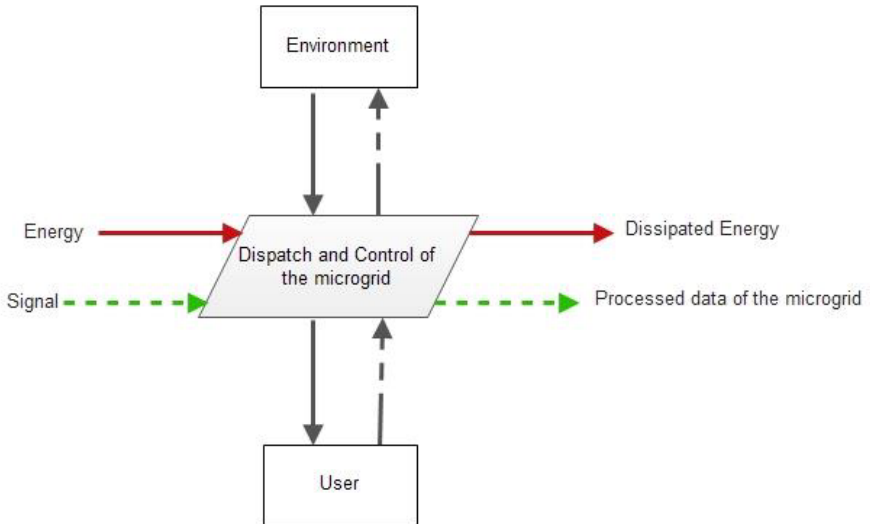 Environment
Energy
Dispatch and Control of
the microgrid
Dissipated Energy
Signal
Processed data of the microgrid
User